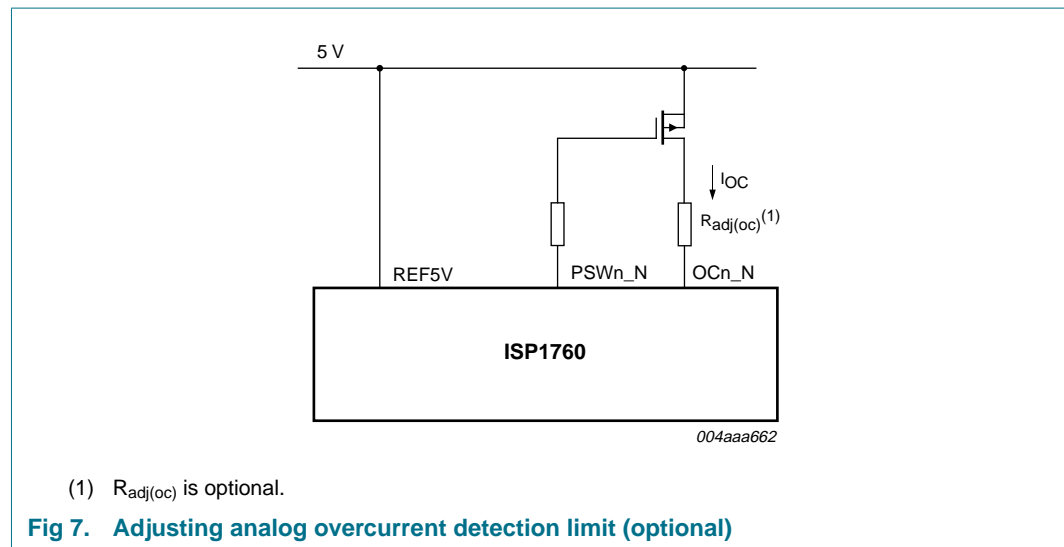 5 V
IOC
Radj(oc)(1)
REF5V
PSWn_N
OCn_N
ISP1760
004aaa662
(1) Radj(oc) is optional.
Fig 7. Adjusting analog overcurrent detection limit (optional)